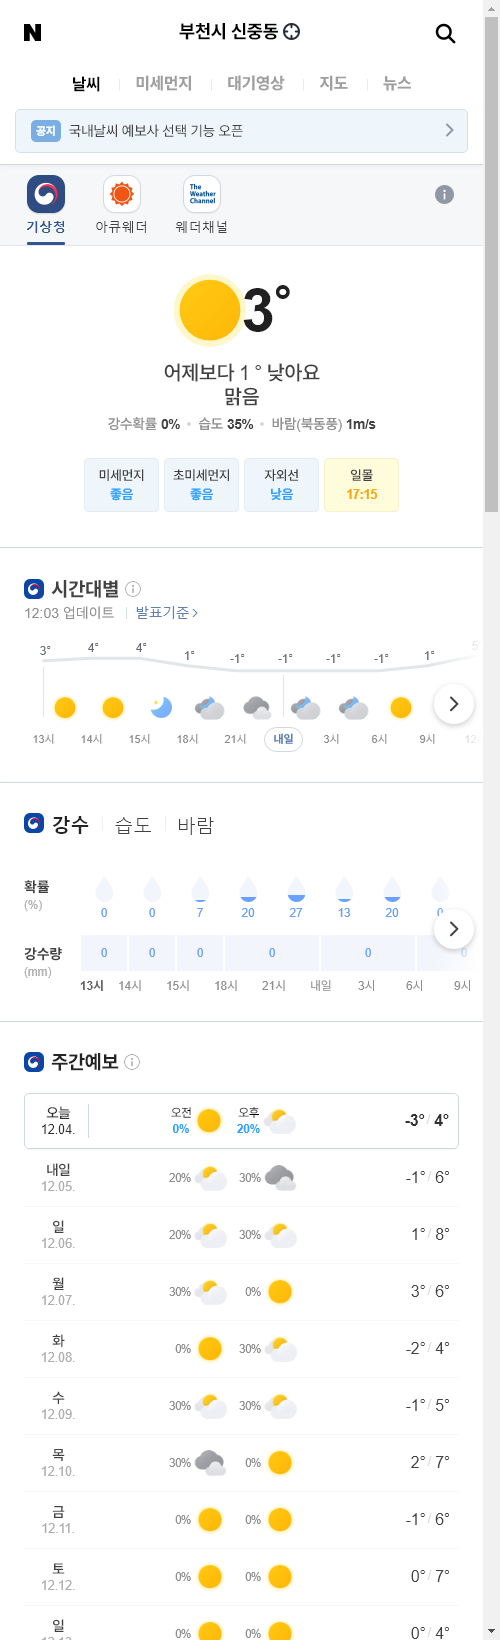 N
부천시 신중동
날씨 미세먼지 대기영상 지도 뉴스
공지 국내날씨 예보사 선택 기능 오픈
The
Weather
Channel
기상청 아큐웨더 웨더채널
3°
어제보다 1 ° 낮아요
맑음
강수확률 0% 습도 35% 바람(북동풍) 1m/s
미세먼지 초미세먼지 자외선 일몰
좋음 좋음 낮음 17:15
시간대별
12:03 업데이트 발표기준
3° 4° 4° 1° -1° -1° -1° -1° 1° 5
13시 14시 15시 18시 21시 내일 3시 6시 9시 12
강수 습도 바람
확률
(%)
0 0 7 20 27 13 20 0
강수량
(mm)
0 0 0 0 0 0
13시 14시 15시 18시 21시 내일 3시 6시 9시
주간예보
오늘 오전 오후
12.04. 0% 20% -3° / 4°
내일
12.05. 20% 30% -1° / 6°
일
12.06. 20% 30% 1° / 8°
월
12.07. 30% 0% 3° / 6°
화
12.08. 0% 30% -2° / 4°
수
12.09. 30% 30% -1° / 5°
목
12.10. 30% 0% 2° / 7°
금
12.11. 0% 0% -1° / 6°
토
12.12. 0% 0% 0° / 7°
일
0% 0% 0° / 4°